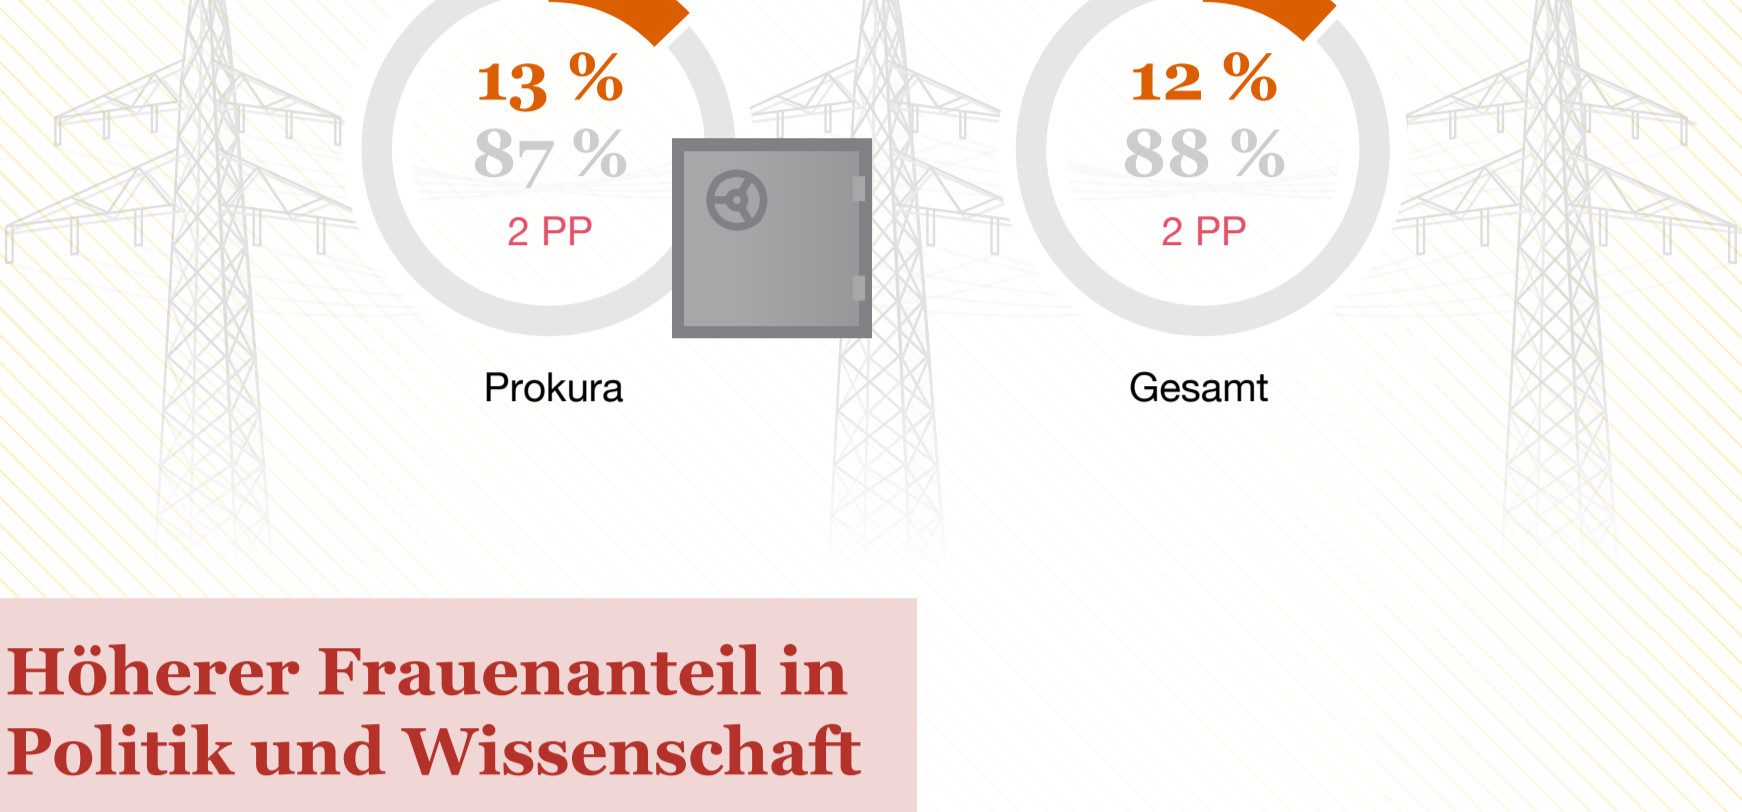 13 %
87 %
2 PP
Prokura
12 %
88 %
2 PP
Gesamt
Höherer Frauenanteil in
Politik und Wissenschaft